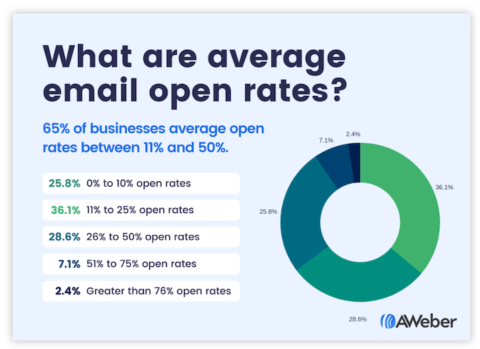 What are average
email open rates?
65% of businesses average open
rates between 11% and 50%.
25.8% 0% to 10% open rates
36.1% 11% to 25% open rates
28.6% 26% to 50% open rates
7.1% 51% to 75% open rates
2.4% Greater than 76% open rates
2.4%
7.1%
36.1%
25.8%
28.6%
AWeber